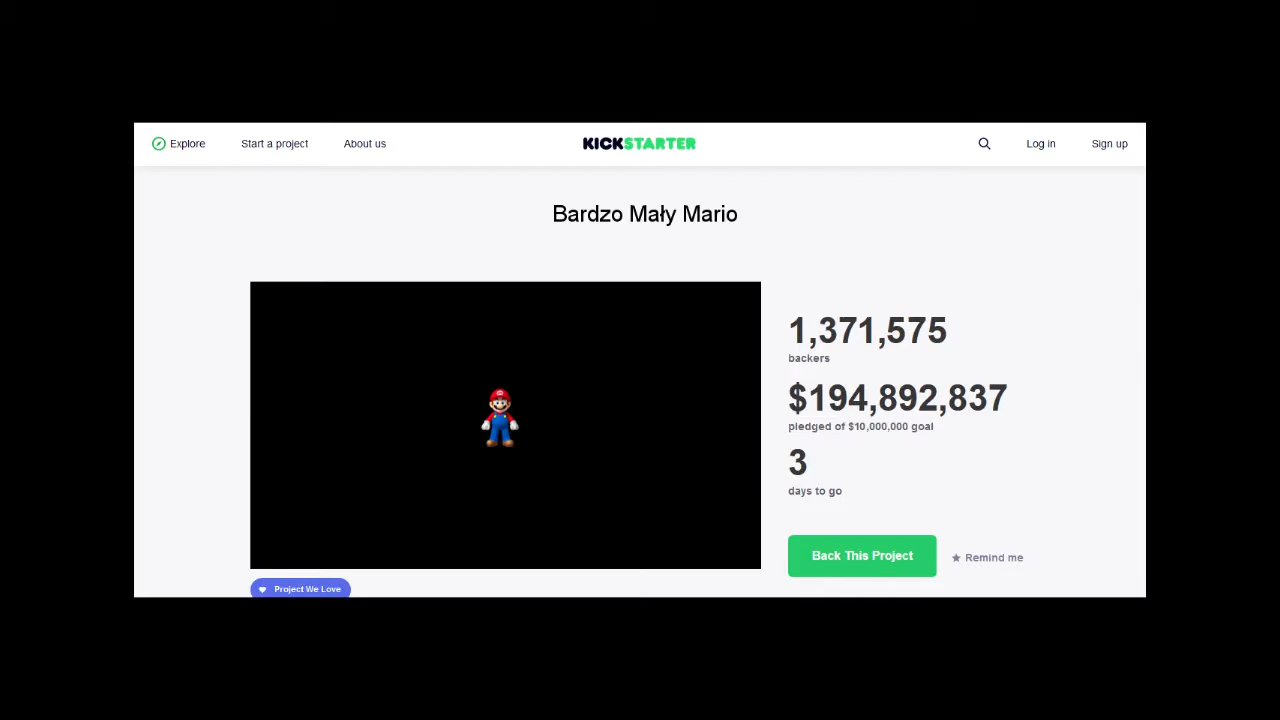 Explore Start a project About us KICKSTARTER Log in Sign up
Bardzo Mały Mario
1,371,575
backers
$194,892,837
pledged of $10,000,000 goal
3
days to go
Back This Project Remind me
Project We Love